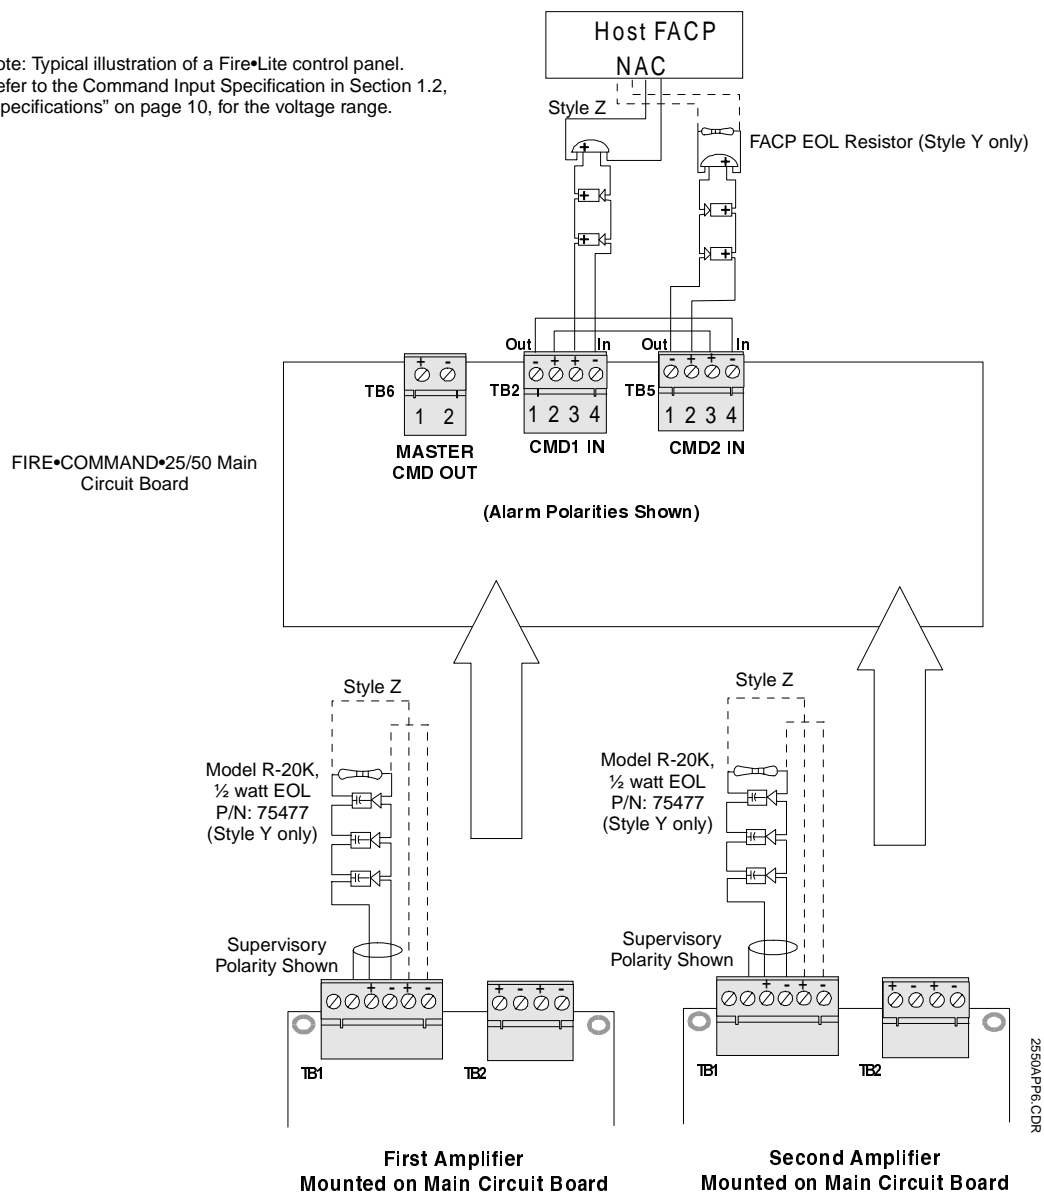 Host FACP
NAC
ote: Typical illustration of a Fire•Lite control panel.
efer to the Command Input Specification in Section 1.2,
pecifications” on page 10, for the voltage range.
Style Z
FACP EOL Resistor (Style Y only)
+
+
+
+
+
+
Out In Out In
+ - - + + - - + + -
TB6 TB2 TB5
1 2 1 2 3 4 1 2 3 4
MASTER
CMD OUT
CMD1 IN
CMD2 IN
FIRE•COMMAND•25/50 Main
Circuit Board
(Alarm Polarities Shown)
Style Z
Model R-20K,
½ watt EOL
P/N: 75477
(Style Y only)
Supervisory
Polarity Shown
+ - + - + - + -
TB1 TB2
First Amplifier
Mounted on Main Circuit Board
Style Z
Model R-20K,
½ watt EOL
P/N: 75477
(Style Y only)
Supervisory
Polarity Shown
+ - + - + - + -
TB1 TB2
Second Amplifier
Mounted on Main Circuit Board
2550APP6.CDR